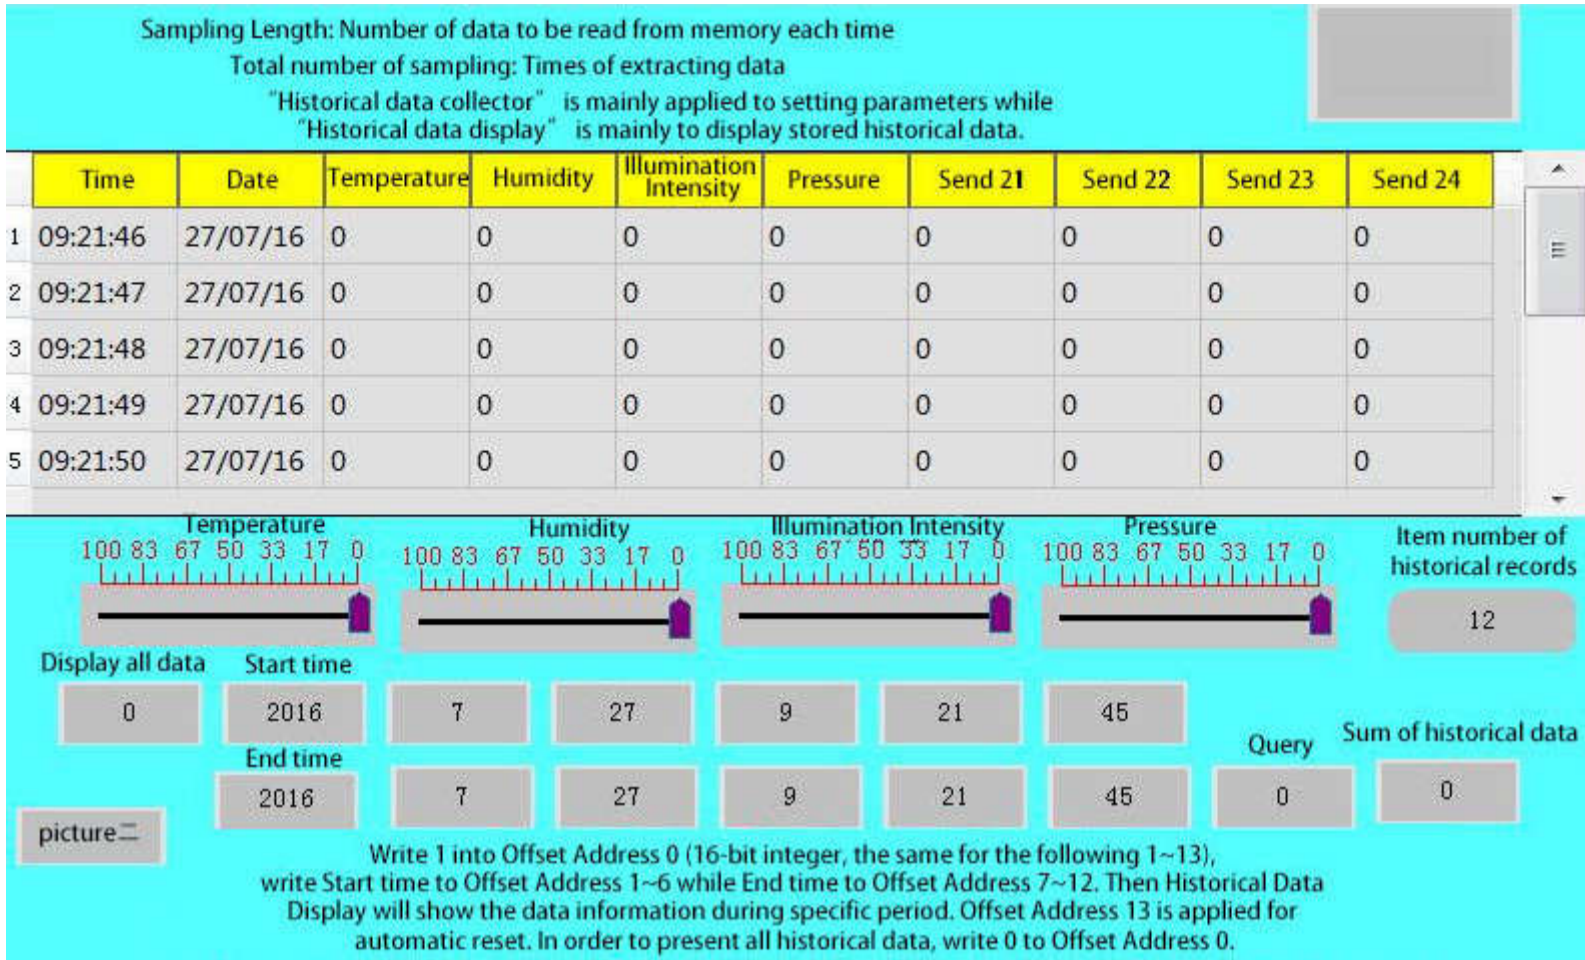 Sampling Length: Number of data to be read from memory each time
Total number of sampling: Times of extracting data
"Historical data collector" is mainly applied to setting parameters while
"Historical data display" is mainly to display stored historical data.
Time Date Temperature Humidity Illumination Intensity Pressure Send 21 Send 22 Send 23 Send 24
1 09:21:46 27/07/16 0 0 0 0 0 0 0 0
2 09:21:47 27/07/16 0 0 0 0 0 0 0 0
3 09:21:48 27/07/16 0 0 0 0 0 0 0 0
4 09:21:49 27/07/16 0 0 0 0 0 0 0 0
5 09:21:50 27/07/16 0 0 0 0 0 0 0 0
Temperature Humidity Illumination Intensity Pressure
100 83 67 50 33 17 0 100 83 67 50 33 17 0 100 83 67 50 33 17 0 100 83 67 50 33 17 0
Item number of
historical records
12
Display all data Start time
0 2016 7 27 9 21 45
End time Query Sum of historical data
2016 7 27 9 21 45 0 0
picture二
Write 1 into Offset Address 0 (16-bit integer, the same for the following 1~13),
write Start time to Offset Address 1~6 while End time to Offset Address 7~12. Then Historical Data
Display will show the data information during specific period. Offset Address 13 is applied for
automatic reset. In order to present all historical data, write 0 to Offset Address 0.